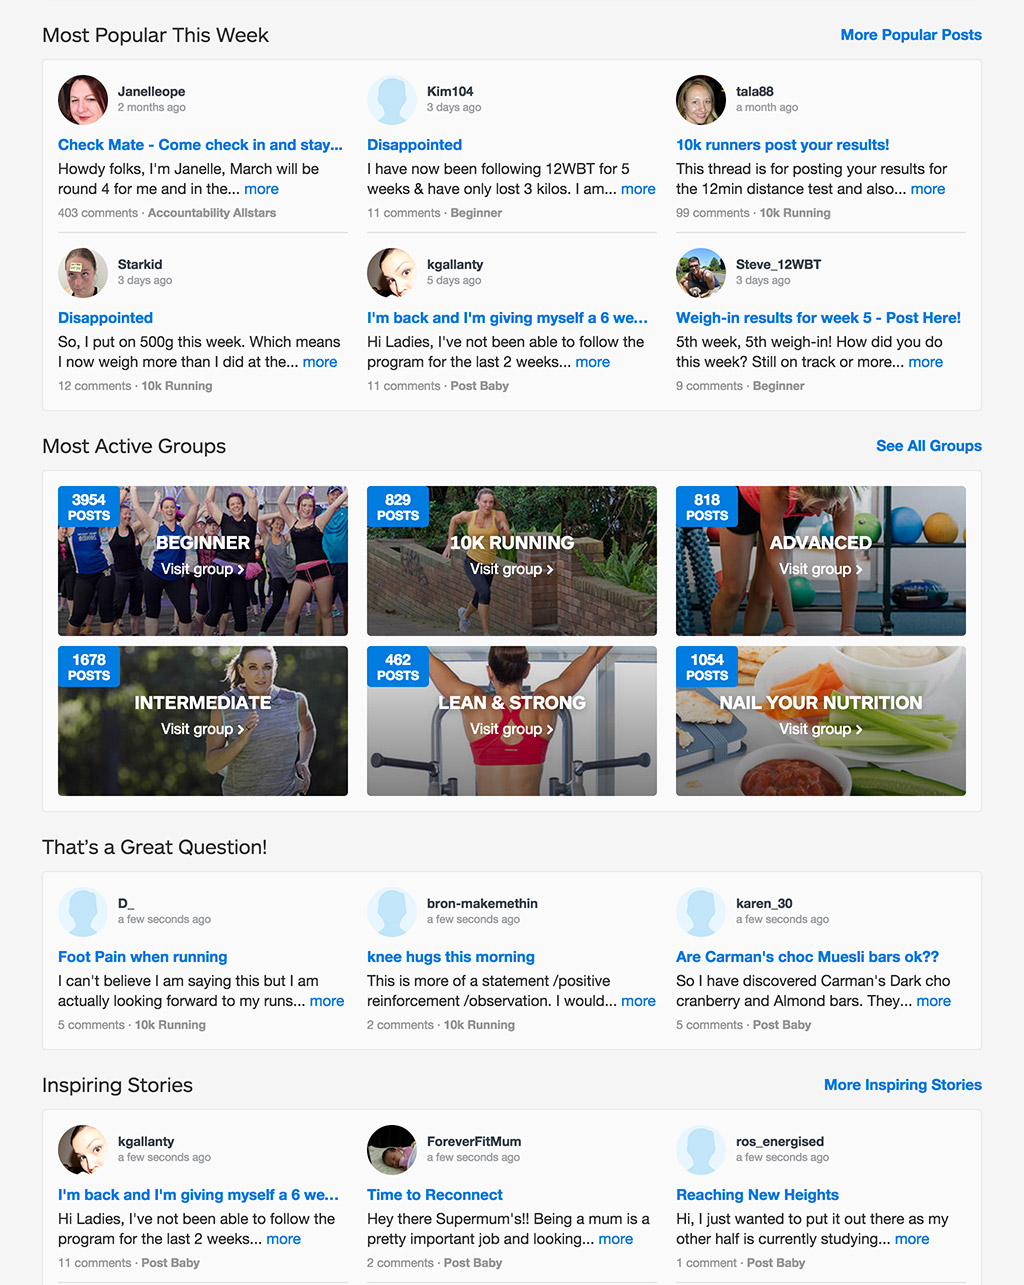 Most Popular This Week
More Popular Posts
Janelleope
2 months ago
Check Mate - Come check in and stay...
Howdy folks, I'm Janelle, March will be
round 4 for me and in the... more
403 comments · Accountability Allstars
Kim104
3 days ago
Disappointed
I have now been following 12WBT for 5
weeks & have only lost 3 kilos. I am... more
11 comments · Beginner
tala88
a month ago
10k runners post your results!
This thread is for posting your results for
the 12min distance test and also... more
99 comments · 10k Running
Starkid
3 days ago
Disappointed
So, I put on 500g this week. Which means
I now weigh more than I did at the... more
12 comments · 10k Running
kgallanty
5 days ago
I'm back and I'm giving myself a 6 we...
Hi Ladies, I've not been able to follow the
program for the last 2 weeks... more
11 comments · Post Baby
Steve_12WBT
3 days ago
Weigh-in results for week 5 - Post Here!
5th week, 5th weigh-in! How did you do
this week? Still on track or more... more
9 comments · Beginner
Most Active Groups
See All Groups
3954
POSTS
BEGINNER
Visit group >
829
POSTS
10K RUNNING
Visit group >
818
POSTS
ADVANCED
Visit group >
1678
POSTS
INTERMEDIATE
Visit group >
462
POSTS
LEAN & STRONG
Visit group >
1054
POSTS
NAIL YOUR NUTRITION
Visit group >
That's a Great Question!
D_
a few seconds ago
Foot Pain when running
I can't believe I am saying this but I am
actually looking forward to my runs... more
5 comments · 10k Running
bron-makemethin
a few seconds ago
knee hugs this morning
This is more of a statement /positive
reinforcement /observation. I would... more
2 comments · 10k Running
karen_30
a few seconds ago
Are Carman's choc Muesli bars ok??
So I have discovered Carman's Dark cho
cranberry and Almond bars. They... more
5 comments · Post Baby
Inspiring Stories
More Inspiring Stories
kgallanty
a few seconds ago
I'm back and I'm giving myself a 6 we...
Hi Ladies, I've not been able to follow the
program for the last 2 weeks... more
11 comments · Post Baby
ForeverFitMum
a few seconds ago
Time to Reconnect
Hey there Supermum's!! Being a mum is a
pretty important job and looking... more
2 comments · Post Baby
ros_energised
a few seconds ago
Reaching New Heights
Hi, I just wanted to put it out there as my
other half is currently studying... more
1 comment · Post Baby